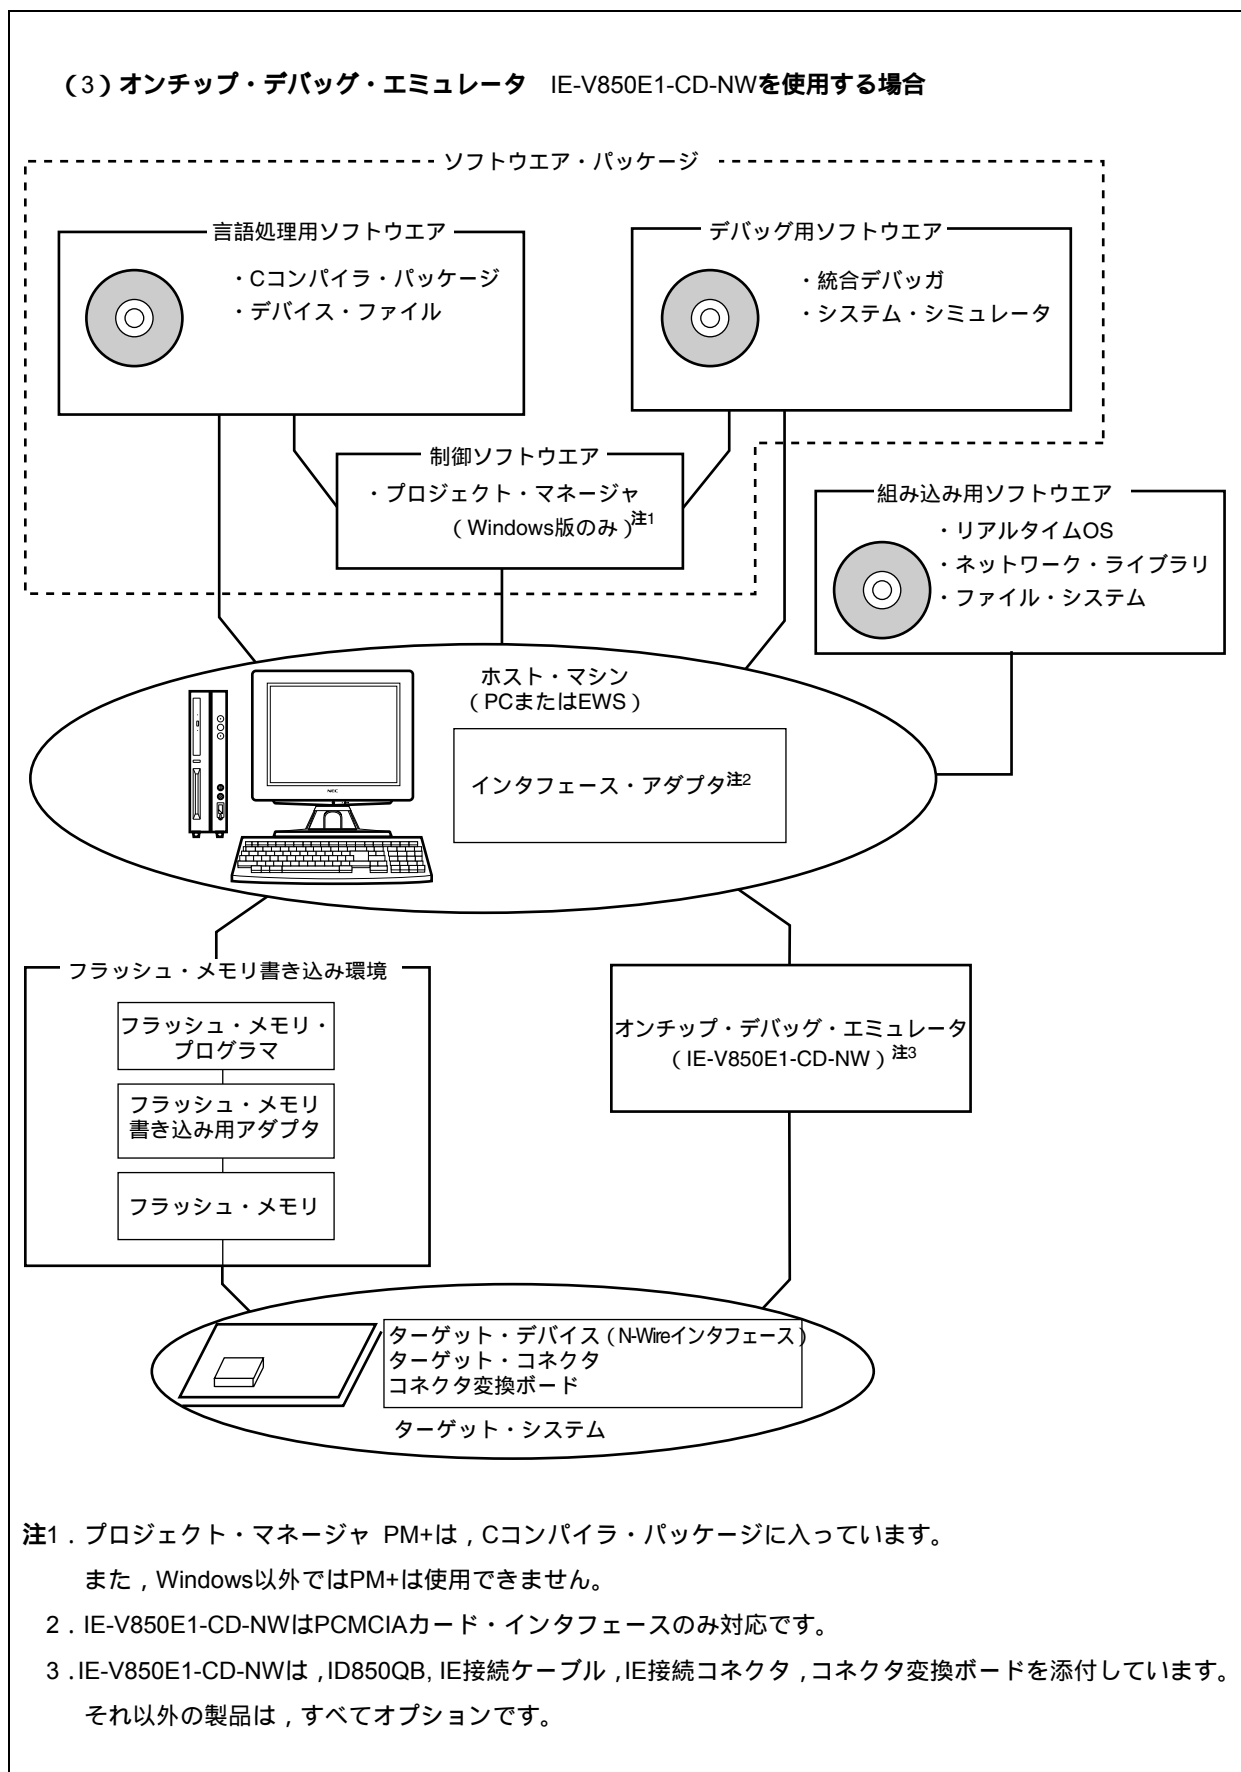 (3)オンチップ・デバッグ・エミュレータ　IE-V850E1-CD-NWを使用する場合
ソフトウエア・パッケージ
言語処理用ソフトウエア
・Cコンパイラ・パッケージ
・デバイス・ファイル
デバッグ用ソフトウエア
・統合デバッガ
・システム・シミュレータ
制御ソフトウエア
・プロジェクト・マネージャ
(Windows版のみ)注1
組み込み用ソフトウエア
・リアルタイムOS
・ネットワーク・ライブラリ
・ファイル・システム
ホスト・マシン
(PCまたはEWS)
インタフェース・アダプタ注2
NEC
フラッシュ・メモリ書き込み環境
フラッシュ・メモリ・
プログラマ
フラッシュ・メモリ
書き込み用アダプタ
フラッシュ・メモリ
オンチップ・デバッグ・エミュレータ
(IE-V850E1-CD-NW)注3
ターゲット・デバイス(N-Wireインタフェース)
ターゲット・コネクタ
コネクタ変換ボード
ターゲット・システム
注1．プロジェクト・マネージャ PM+は，Cコンパイラ・パッケージに入っています。
また，Windows以外ではPM+は使用できません。
2．IE-V850E1-CD-NWはPCMCIAカード・インタフェースのみ対応です。
3．IE-V850E1-CD-NWは，ID850QB, IE接続ケーブル，IE接続コネクタ，コネクタ変換ボードを添付しています。
それ以外の製品は，すべてオプションです。